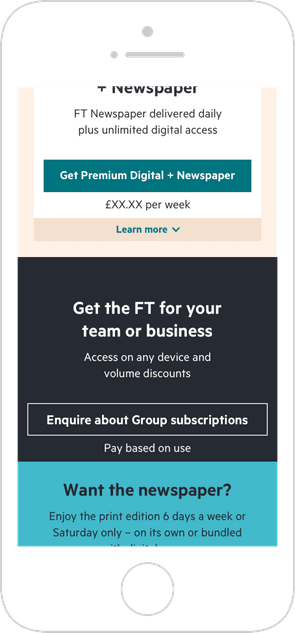 + Newspaper
FT Newspaper delivered daily
plus unlimited digital access
Get Premium Digital + Newspaper
£XX.XX per week
Learn more
Get the FT for your
team or business
Access on any device and
volume discounts
Enquire about Group subscriptions
Pay based on use
Want the newspaper?
Enjoy the print edition 6 days a week or
Saturday only – on its own or bundled